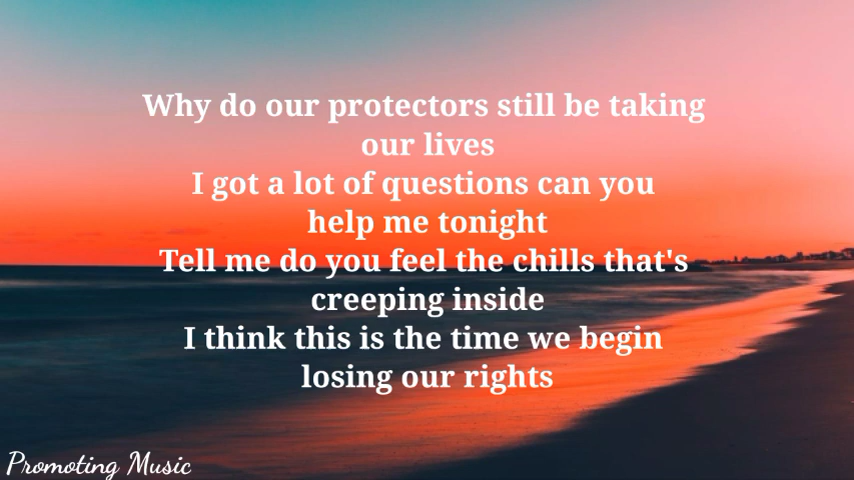 Why do our protectors still be taking
our lives
I got a lot of questions can you
help me tonight
Tell me do you feel the chills that's
creeping inside
I think this is the time we begin
losing our rights
Promoting Music